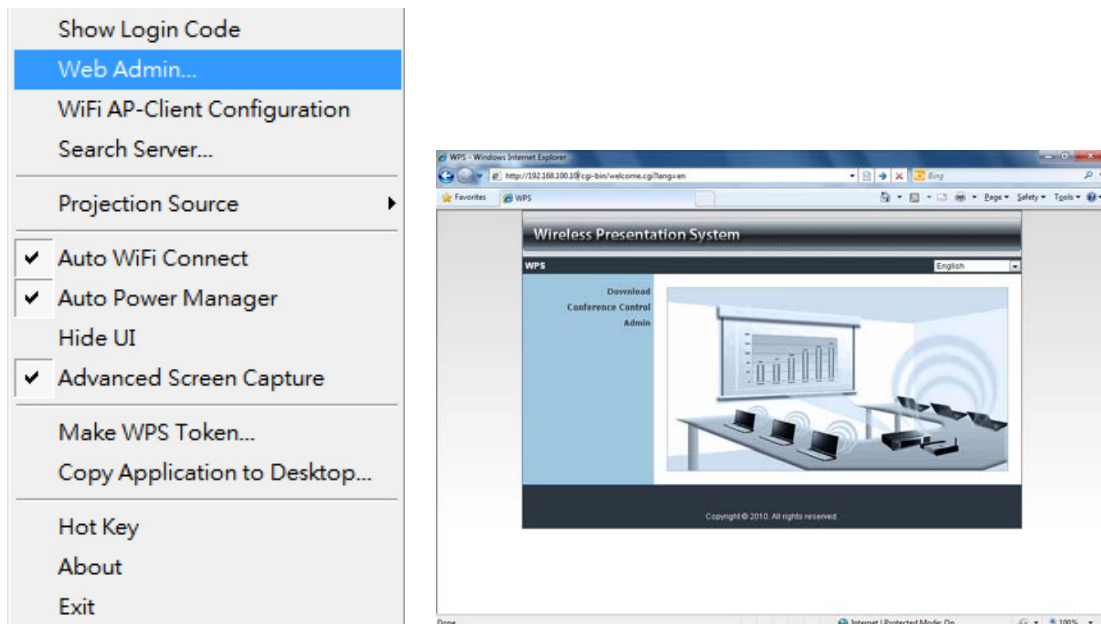 Show Login Code
Web Admin...
WiFi AP-Client Configuration
Search Server...
Projection Source
Auto WiFi Connect
Auto Power Manager
Hide UI
Advanced Screen Capture
Make WPS Token...
Copy Application to Desktop...
Hot Key
About
Exit
WPS - Windows Internet Explorer
http://192.168.100.10/cgi-bin/welcome.cgi?lang=en
Bing
Favorites WPS Page Safety Tools
Wireless Presentation System
WPS English
Download
Conference Control
Admin
Copyright © 2010. All rights reserved.
Done Internet | Protected Mode: On 100%